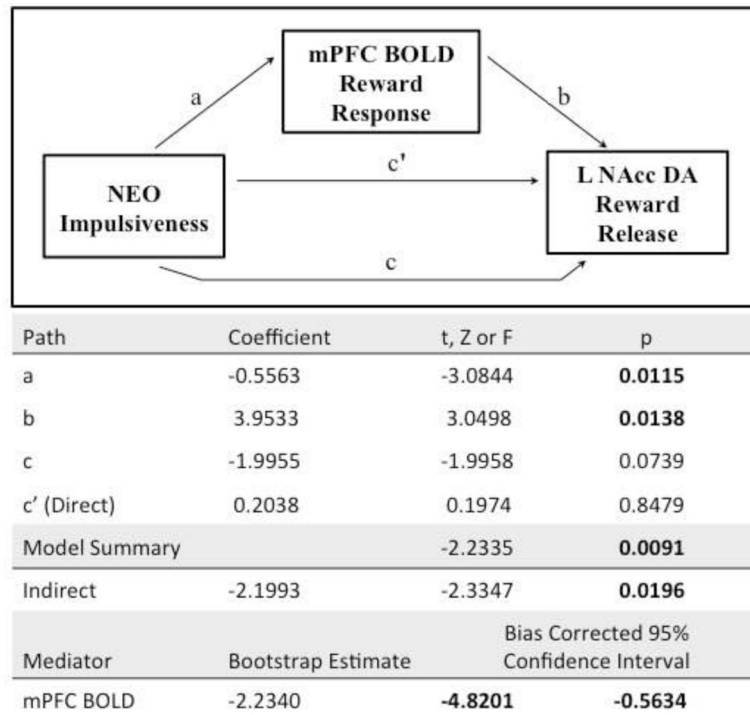 mPFC BOLD
Reward
Response
a
b
NEO
Impulsiveness
c'
L NAcc DA
Reward
Release
c
Path Coefficient t, Z or F p
a -0.5563 -3.0844 0.0115
b 3.9533 3.0498 0.0138
c -1.9955 -1.9958 0.0739
c’ (Direct) 0.2038 0.1974 0.8479
Model Summary -2.2335 0.0091
Indirect -2.1993 -2.3347 0.0196
Bias Corrected 95%
Mediator Bootstrap Estimate Confidence Interval
mPFC BOLD -2.2340 -4.8201 -0.5634